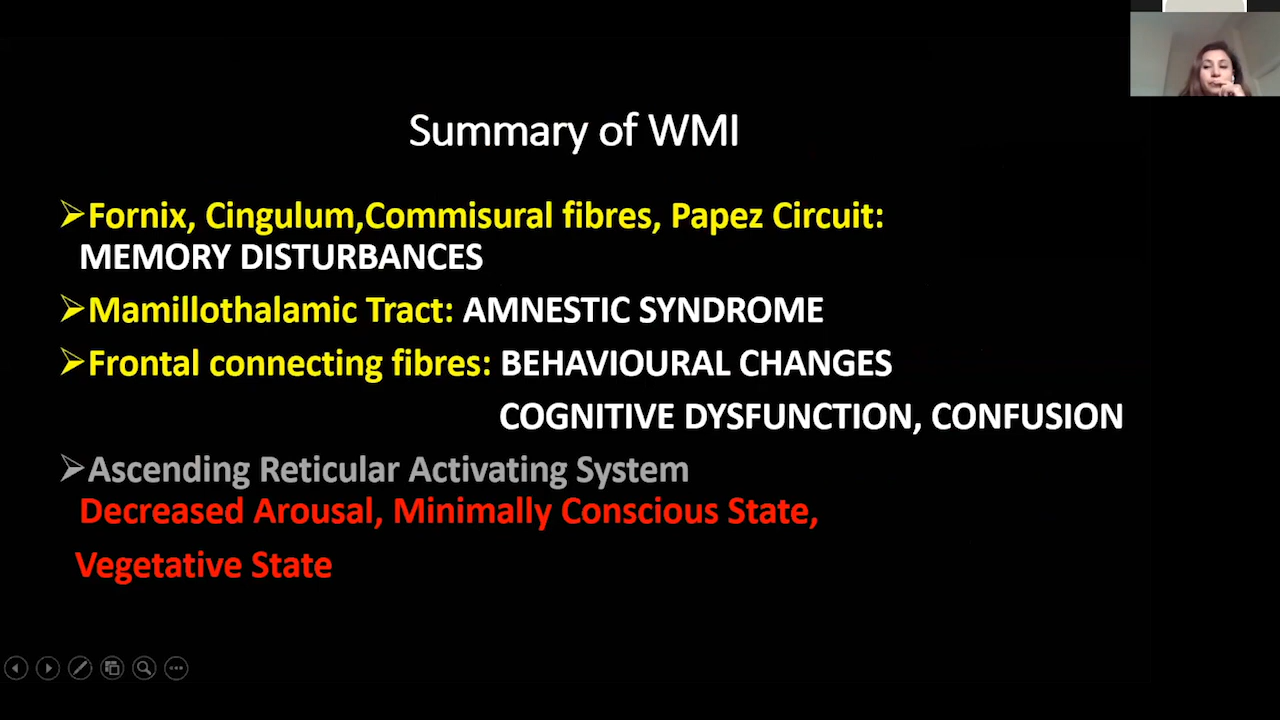 Summary of WMI
➢Fornix, Cingulum,Commisural fibres, Papez Circuit:
MEMORY DISTURBANCES
➢Mamillothalamic Tract: AMNESTIC SYNDROME
➢Frontal connecting fibres: BEHAVIOURAL CHANGES
COGNITIVE DYSFUNCTION, CONFUSION
➢Ascending Reticular Activating System
Decreased Arousal, Minimally Conscious State,
Vegetative State